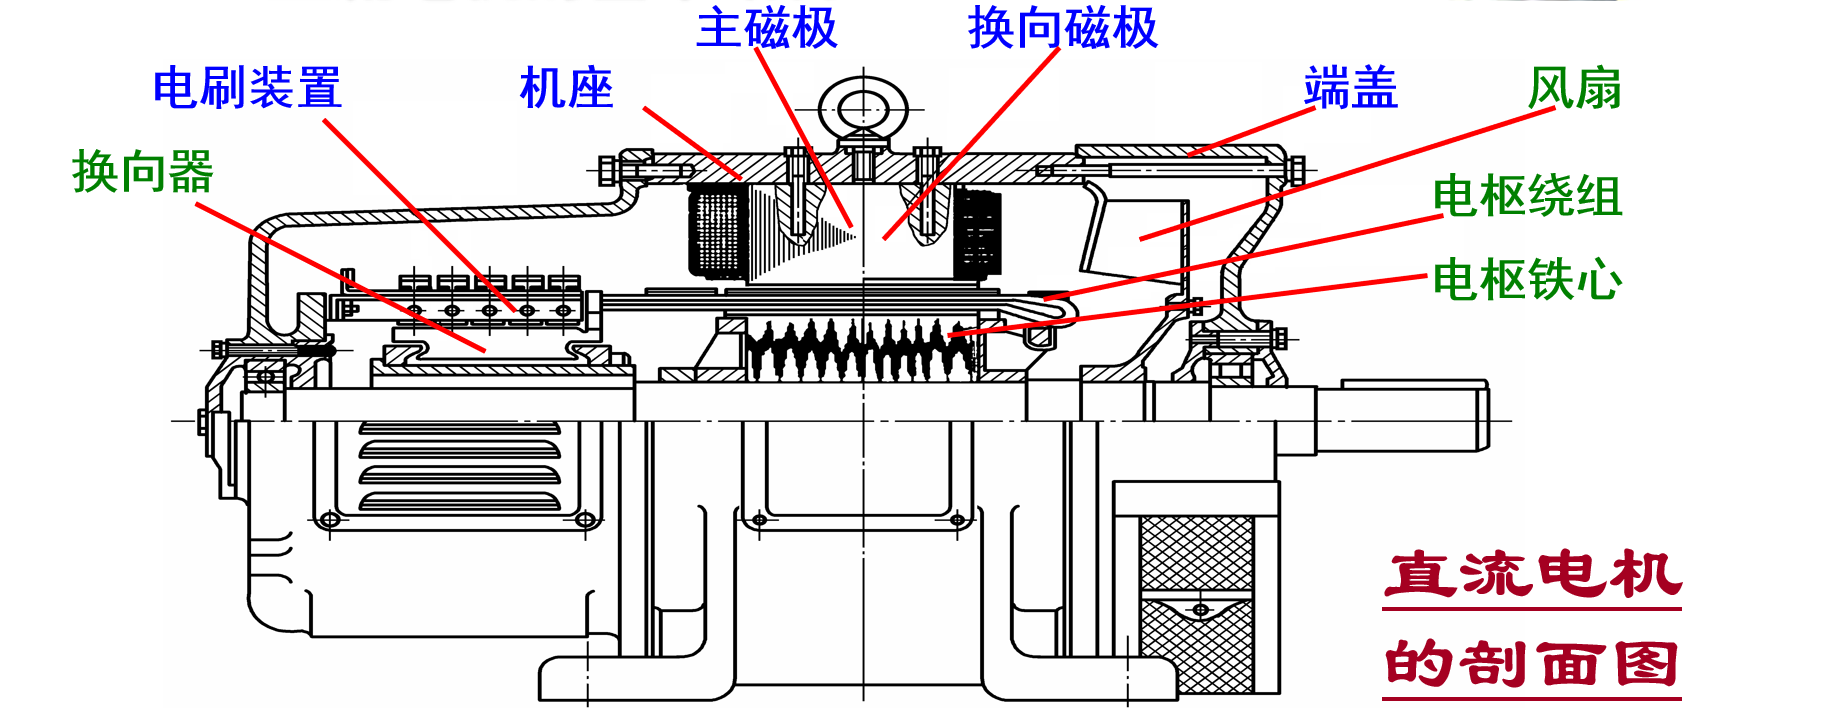 主磁极
换向磁极
电刷装置
机座
端盖
风扇
换向器
电枢绕组
电枢铁心
直流电机
的剖面图